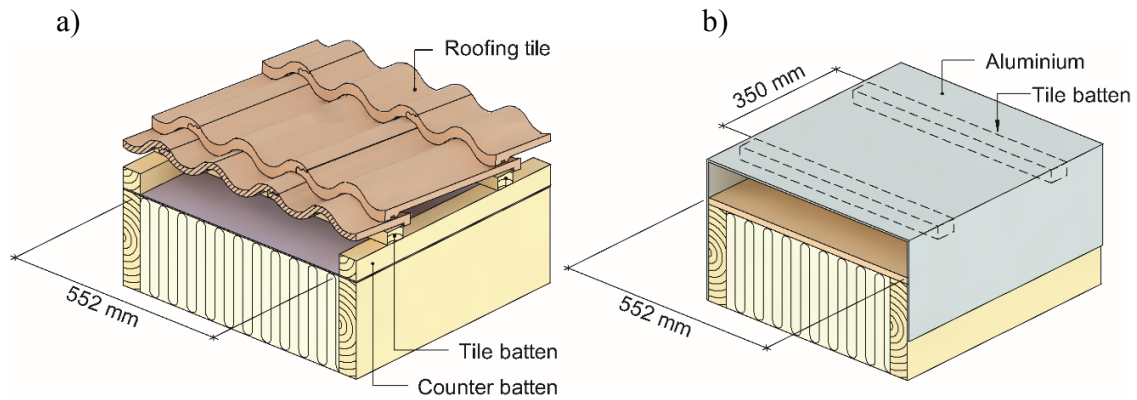 a)
Roofing tile
552 mm
Tile batten
Counter batten
b)
Aluminium
350 mm
Tile batten
552 mm